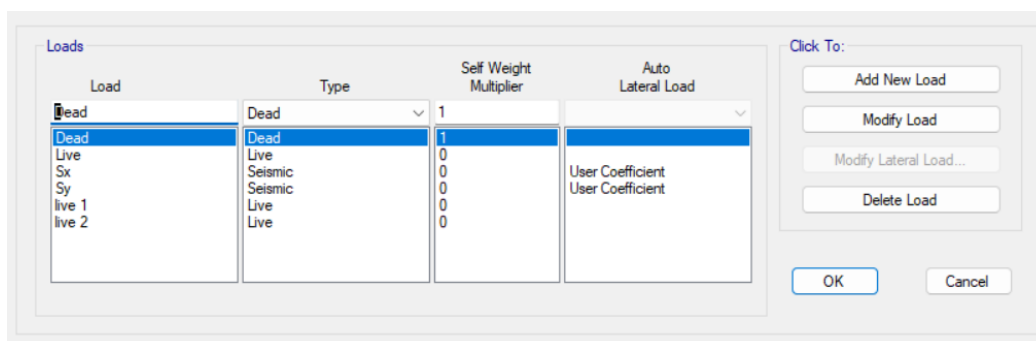 Loads
Click To:
Load Type Self Weight Multiplier Auto Lateral Load
Dead Dead 1
Dead Dead 1
Live Live 0
Sx Seismic 0 User Coefficient
Sy Seismic 0 User Coefficient
live 1 Live 0
live 2 Live 0
Add New Load
Modify Load
Modify Lateral Load...
Delete Load
OK Cancel